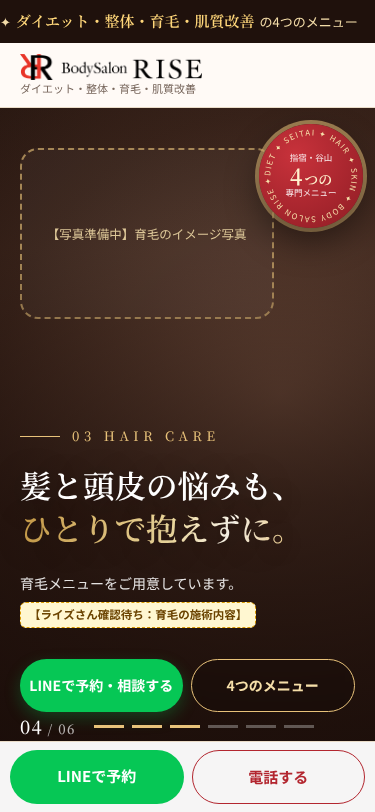 ✦ ダイエット・整体・育毛・肌質改善 の4つのメニュー
BodySalon RISE
ダイエット・整体・育毛・肌質改善
DIET ✦ SEITAI ✦ HAIR ✦ SKIN ✦ BODY SALON RISE ✦
指宿・谷山
4つの
専門メニュー
【写真準備中】育毛のイメージ写真
03 HAIR CARE
髪と頭皮の悩みも、
ひとりで抱えずに。
育毛メニューをご用意しています。
【ライズさん確認待ち：育毛の施術内容】
LINEで予約・相談する
4つのメニュー
04 / 06
LINEで予約
電話する